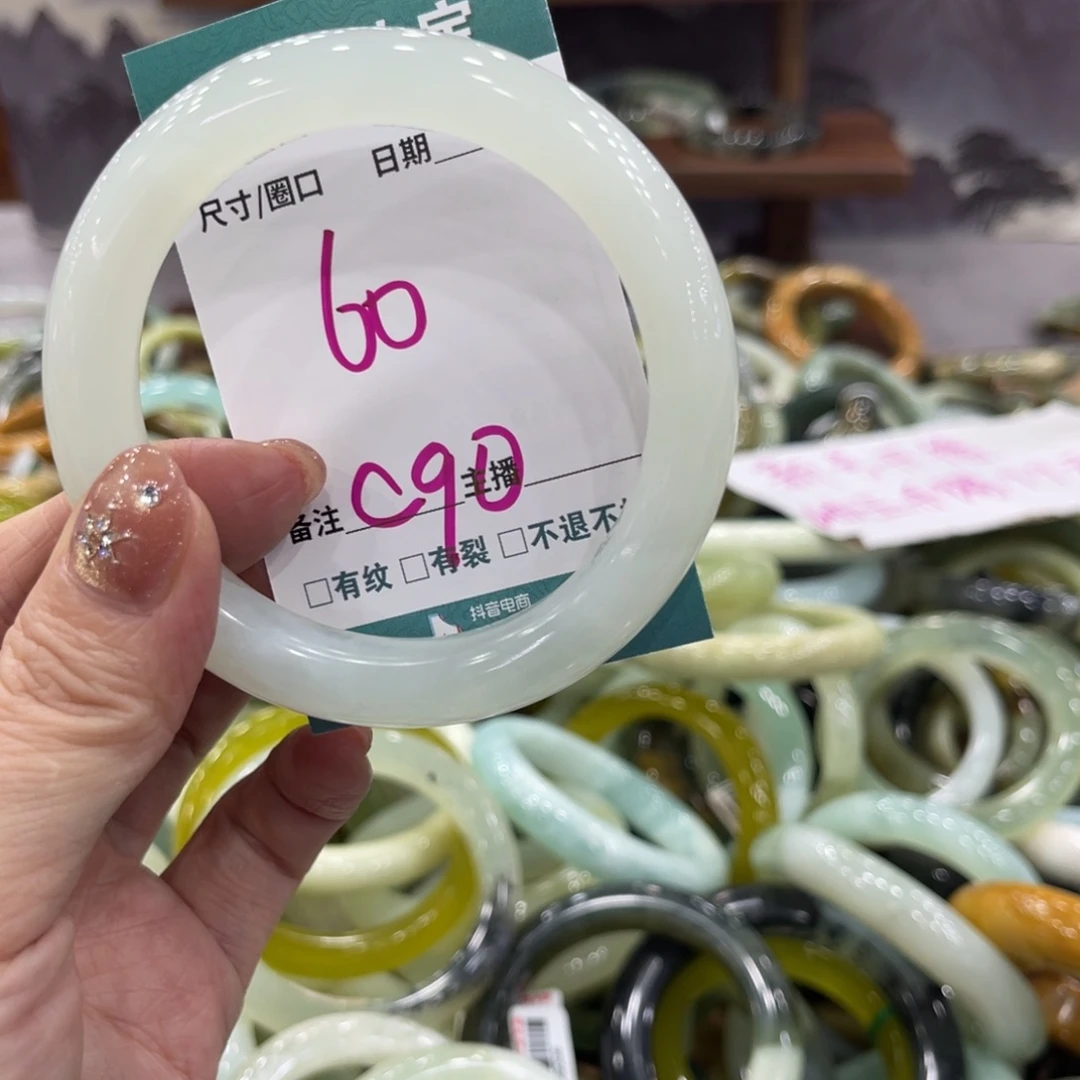 定
日期
尺寸/圈口
60
C90
主播
备注
□有纹 □有裂 □不退不
抖音电商